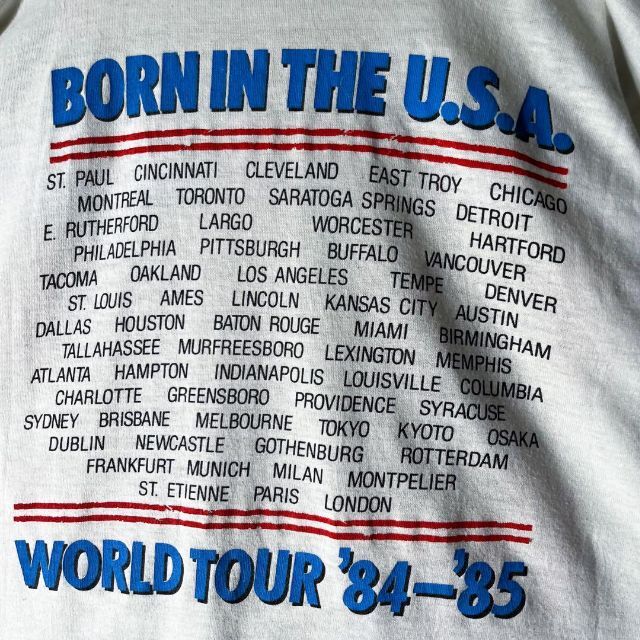 BORN IN THE U.S.A.
ST. PAUL CINCINNATI CLEVELAND EAST TROY CHICAGO
MONTREAL TORONTO SARATOGA SPRINGS DETROIT
E. RUTHERFORD LARGO WORCESTER HARTFORD
PHILADELPHIA PITTSBURGH BUFFALO VANCOUVER
TACOMA OAKLAND LOS ANGELES TEMPE DENVER
ST. LOUIS AMES LINCOLN KANSAS CITY AUSTIN
DALLAS HOUSTON BATON ROUGE MIAMI BIRMINGHAM
TALLAHASSEE MURFREESBORO LEXINGTON MEMPHIS
ATLANTA HAMPTON INDIANAPOLIS LOUISVILLE COLUMBIA
CHARLOTTE GREENSBORO PROVIDENCE SYRACUSE
SYDNEY BRISBANE MELBOURNE TOKYO KYOTO OSAKA
DUBLIN NEWCASTLE GOTHENBURG ROTTERDAM
FRANKFURT MUNICH MILAN MONTPELIER
ST. ETIENNE PARIS LONDON
WORLD TOUR '84–'85